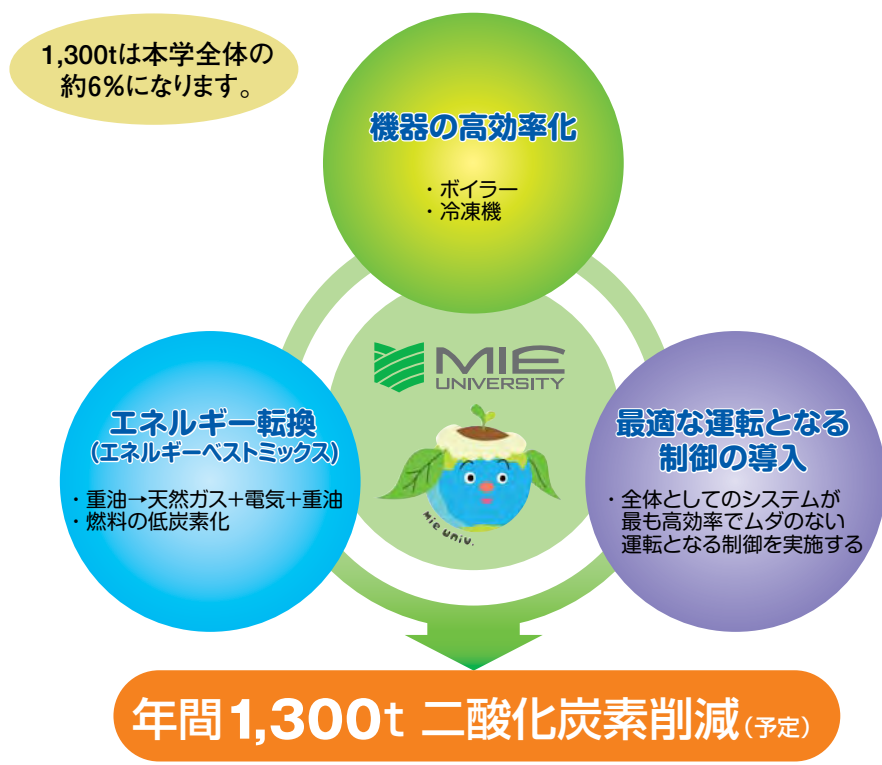 1,300tは本学全体の
約6%になります。
機器の高効率化
・ボイラー
・冷凍機
MIE
UNIVERSITY
Mie univ.
エネルギー転換
(エネルギーベストミックス)
・重油→天然ガス+電気+重油
・燃料の低炭素化
最適な運転となる
制御の導入
・全体としてのシステムが
最も高効率でムダのない
運転となる制御を実施する
年間1,300t 二酸化炭素削減(予定)